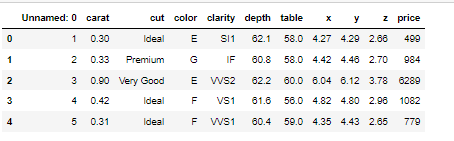 Unnamed: 0 carat cut color clarity depth table x y z price
0 1 0.30 Ideal E SI1 62.1 58.0 4.27 4.29 2.66 499
1 2 0.33 Premium G IF 60.8 58.0 4.42 4.46 2.70 984
2 3 0.90 Very Good E VVS2 62.2 60.0 6.04 6.12 3.78 6289
3 4 0.42 Ideal F VS1 61.6 56.0 4.82 4.80 2.96 1082
4 5 0.31 Ideal F VVS1 60.4 59.0 4.35 4.43 2.65 779